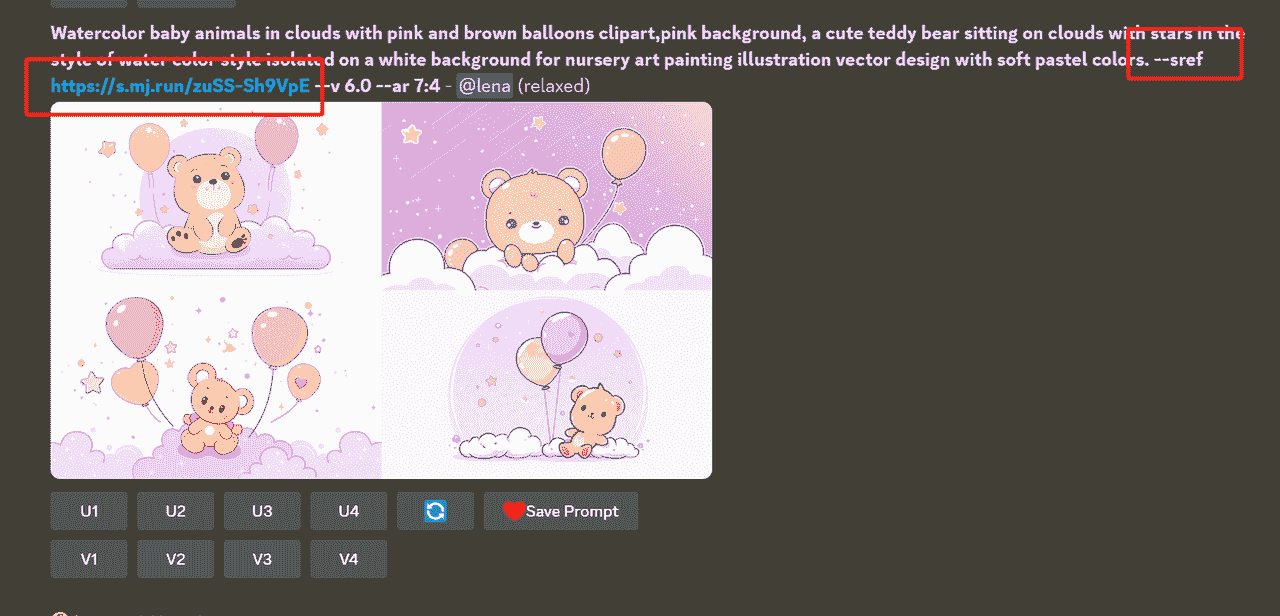 Watercolor baby animals in clouds with pink and brown balloons clipart,pink background, a cute teddy bear sitting on clouds with stars in the
style of water color style isolated on a white background for nursery art painting illustration vector design with soft pastel colors. --sref
https://s.mj.run/zuSS-Sh9VpE --v 6.0 --ar 7:4 - @lena (relaxed)
U1 U2 U3 U4 Save Prompt
V1 V2 V3 V4